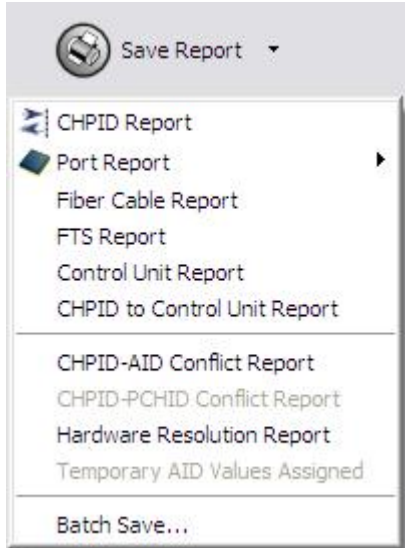 Save Report
CHPID Report
Port Report
Fiber Cable Report
FTS Report
Control Unit Report
CHPID to Control Unit Report
CHPID-AID Conflict Report
CHPID-PCHID Conflict Report
Hardware Resolution Report
Temporary AID Values Assigned
Batch Save...